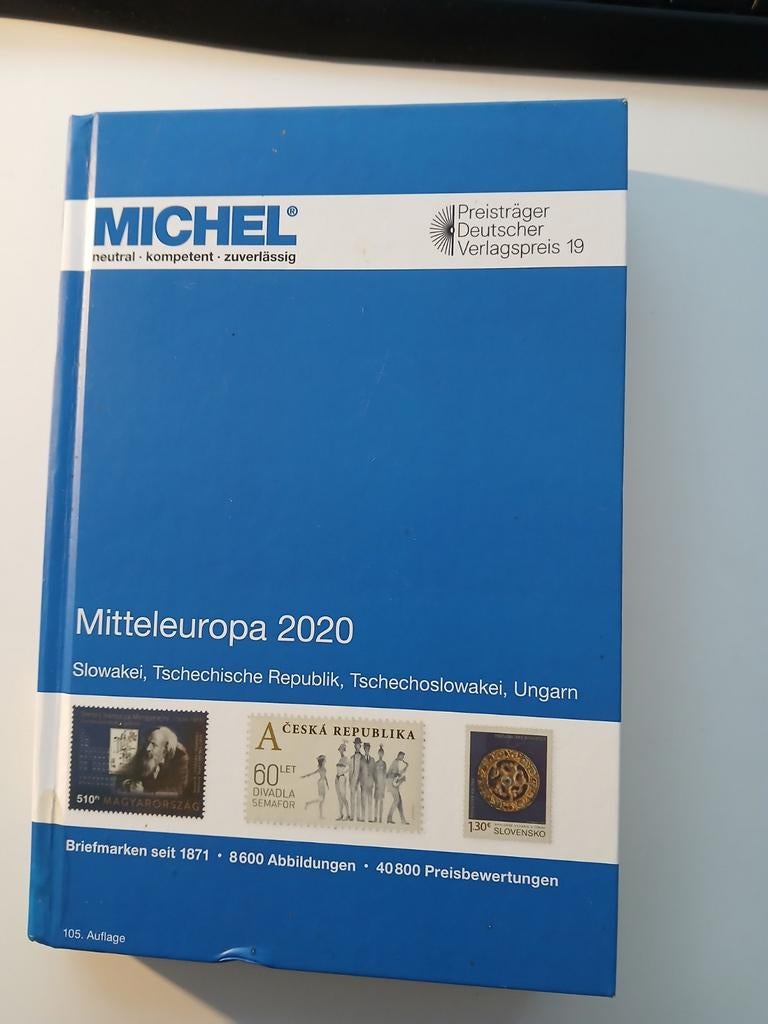 MICHEL®
neutral · kompetent · zuverlässig
Preisträger
Deutscher
Verlagspreis 19
Mitteleuropa 2020
Slowakei, Tschechische Republik, Tschechoslowakei, Ungarn
510Ft MAGYARORSZÁG
A ČESKÁ REPUBLIKA
60 LET
DIVADLA
SEMAFOR
1.30€
SLOVENSKO
Briefmarken seit 1871 · 8600 Abbildungen · 40800 Preisbewertungen
105. Auflage